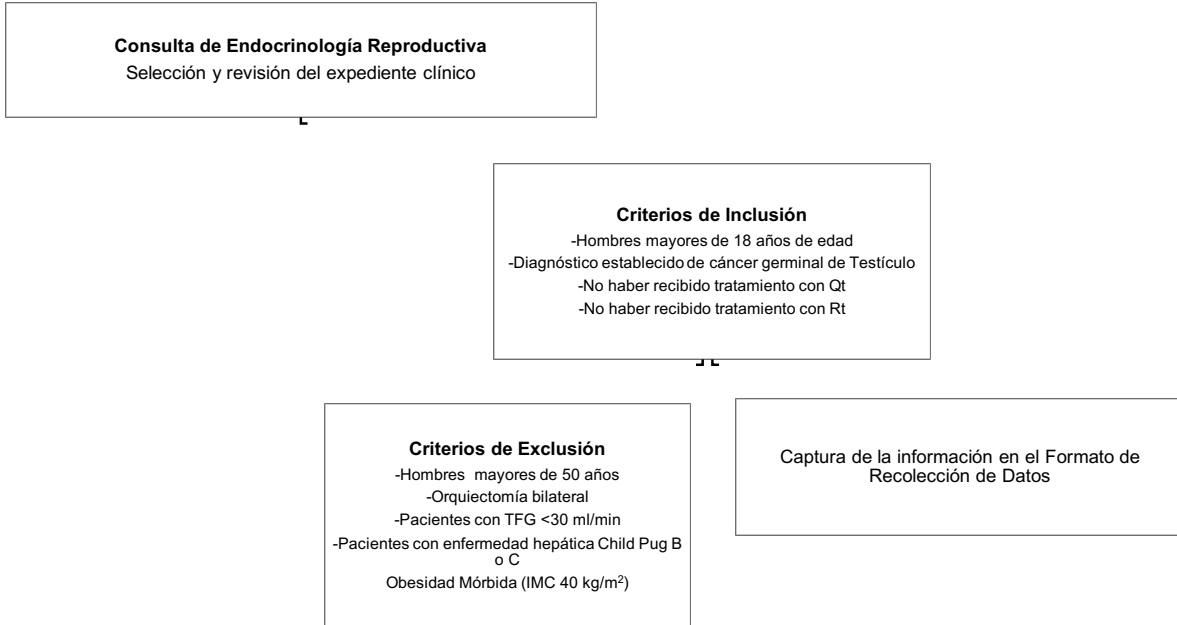 Consulta de Endocrinología Reproductiva
Selección y revisión del expediente clínico
Criterios de Inclusión
-Hombres mayores de 18 años de edad
-Diagnóstico establecido de cáncer germinal de Testículo
-No haber recibido tratamiento con Qt
-No haber recibido tratamiento con Rt
Criterios de Exclusión
-Hombres mayores de 50 años
-Orquiectomía bilateral
-Pacientes con TFG <30 ml/min
-Pacientes con enfermedad hepática Child Pug B
o C
Obesidad Mórbida (IMC 40 kg/m²)
Captura de la información en el Formato de
Recolección de Datos